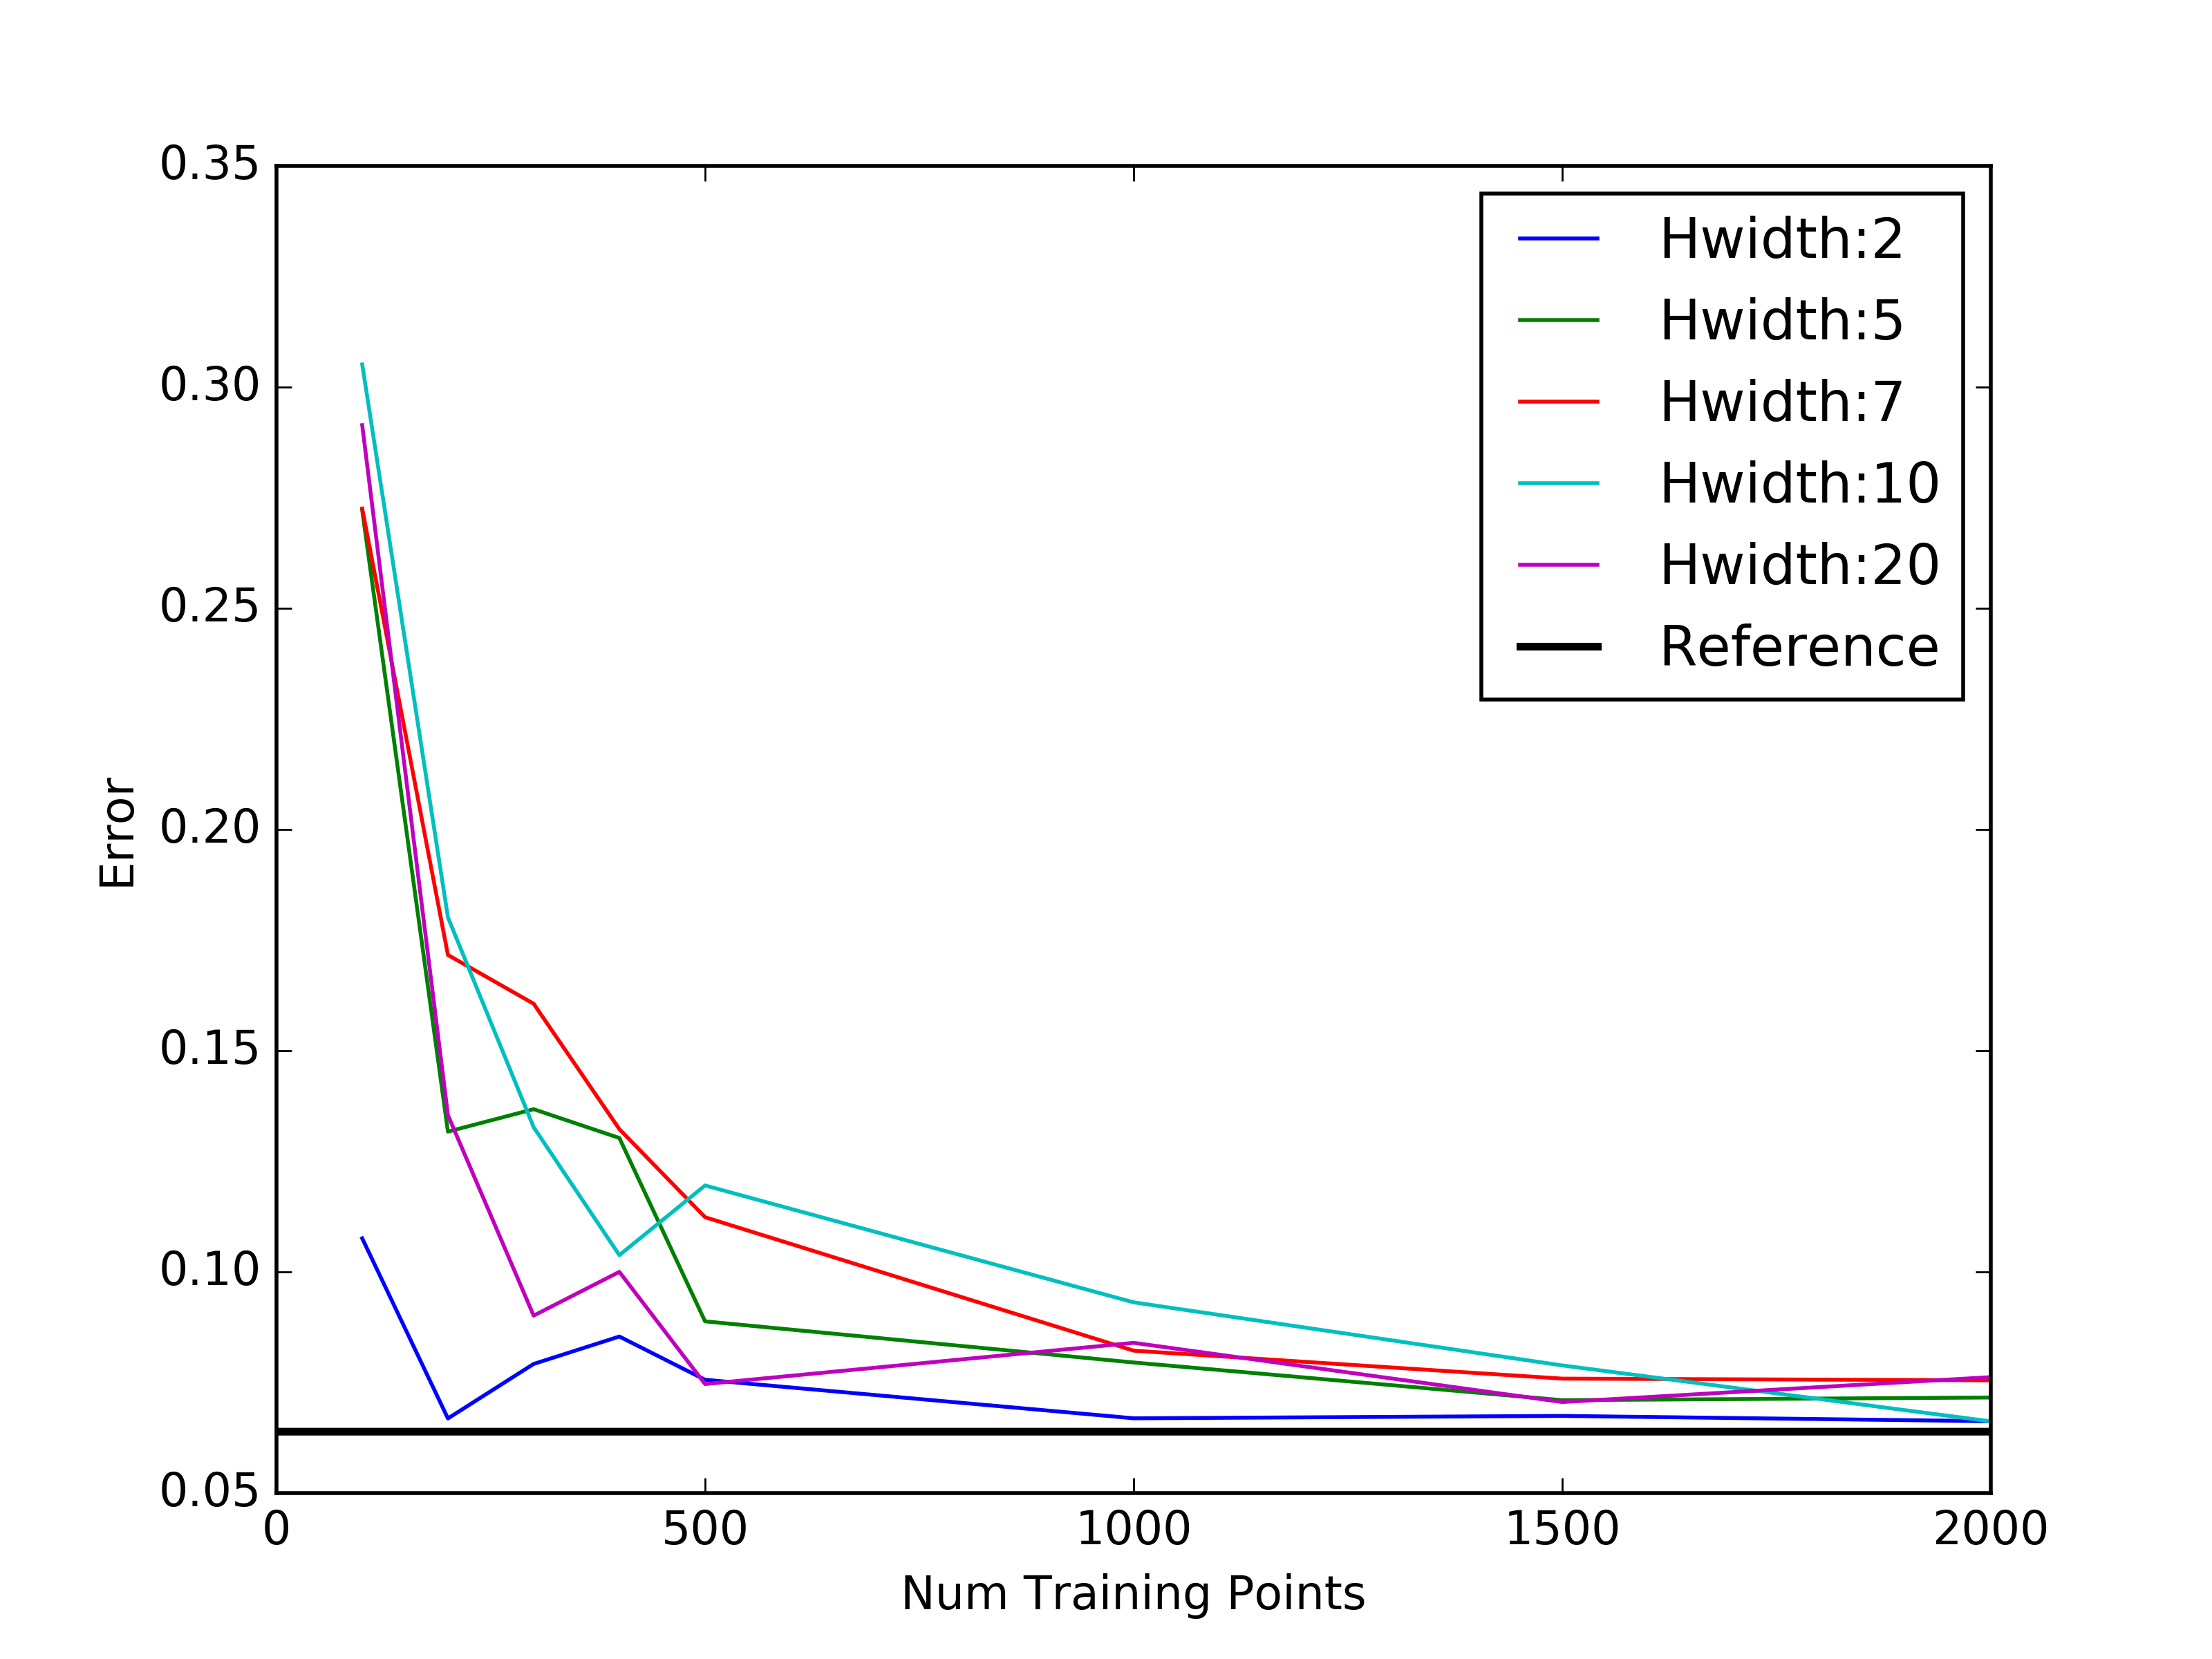 0.35
0.30
0.25
0.20
0.15
0.10
0.05
Error
0
500
1000
1500
2000
Num Training Points
Hwidth:2
Hwidth:5
Hwidth:7
Hwidth:10
Hwidth:20
Reference